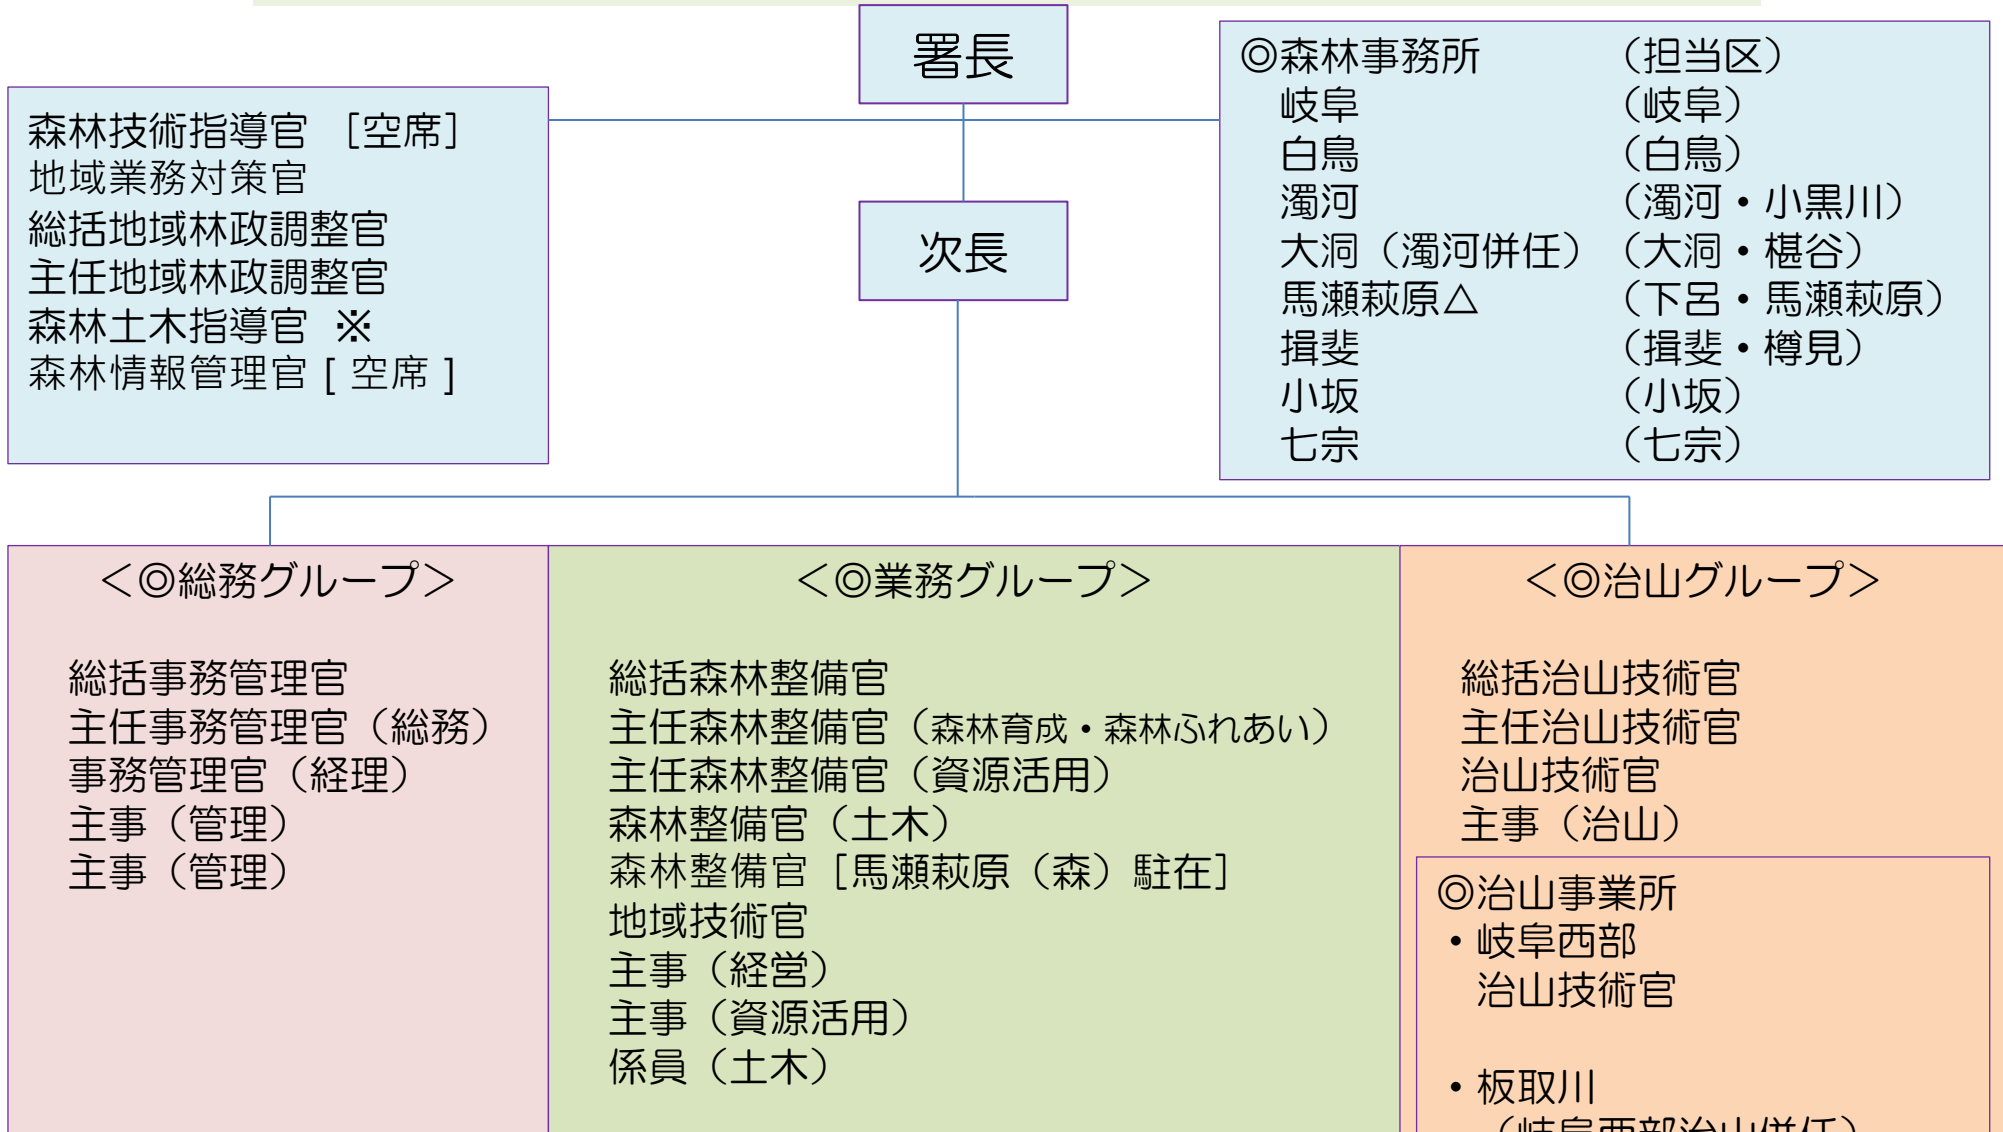 署長
◎森林事務所 （担当区）
岐阜 （岐阜）
白鳥 （白鳥）
濁河 （濁河・小黒川）
大洞（濁河併任） （大洞・椹谷）
馬瀬萩原△ （下呂・馬瀬萩原）
揖斐 （揖斐・樽見）
小坂 （小坂）
七宗 （七宗）
森林技術指導官 ［空席］
地域業務対策官
総括地域林政調整官
主任地域林政調整官
森林土木指導官 ※
森林情報管理官 [ 空席 ]
次長
＜◎総務グループ＞
総括事務管理官
主任事務管理官（総務）
事務管理官（経理）
主事（管理）
主事（管理）
＜◎業務グループ＞
総括森林整備官
主任森林整備官（森林育成・森林ふれあい）
主任森林整備官（資源活用）
森林整備官（土木）
森林整備官［馬瀬萩原（森）駐在］
地域技術官
主事（経営）
主事（資源活用）
係員（土木）
＜◎治山グループ＞
総括治山技術官
主任治山技術官
治山技術官
主事（治山）
◎治山事業所
・岐阜西部
治山技術官
・板取川
（岐阜西部治山併任）